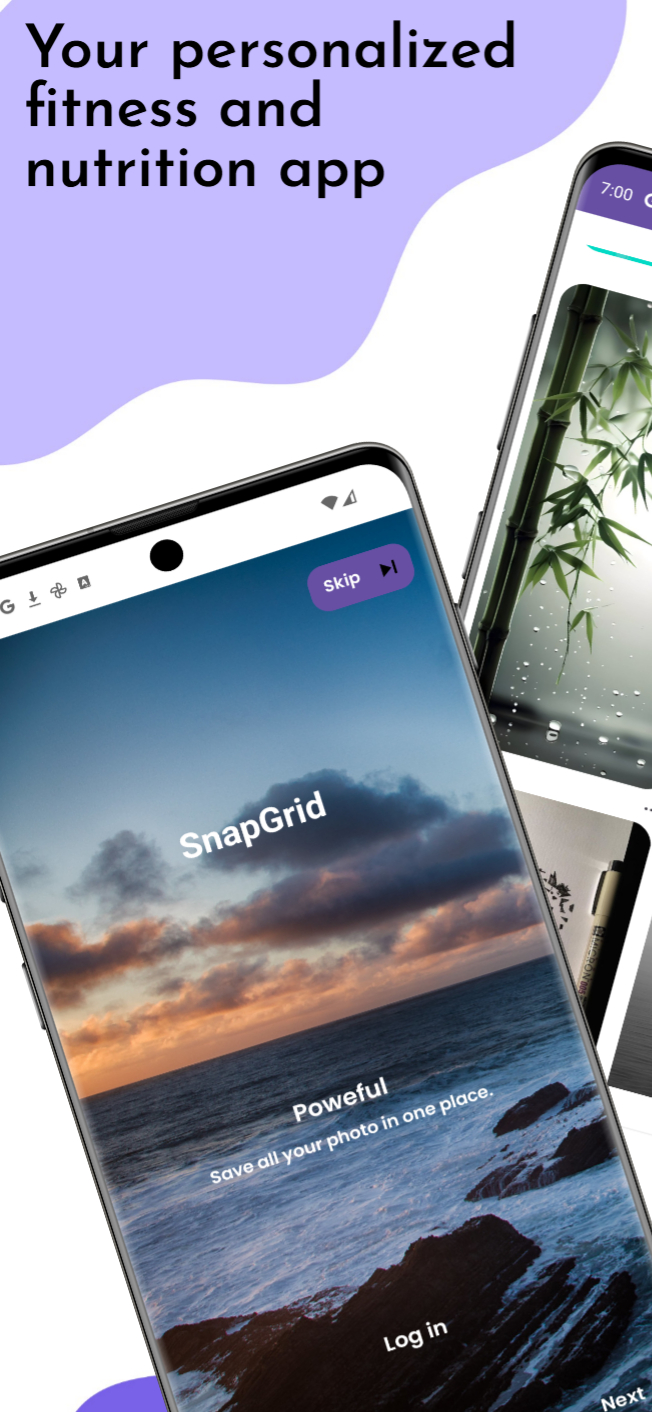 Your personalized
fitness and
nutrition app
7:00
Skip
SnapGrid
Poweful
Save all your photo in one place.
Log in
Next